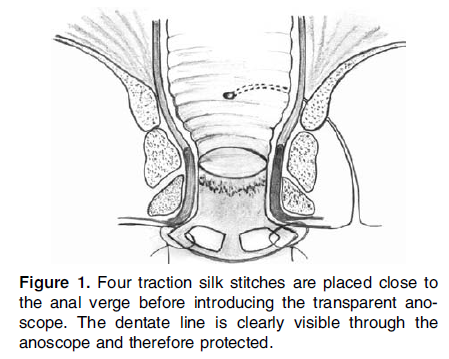 Figure 1. Four traction silk stitches are placed close to
the anal verge before introducing the transparent ano-
scope. The dentate line is clearly visible through the
anoscope and therefore protected.